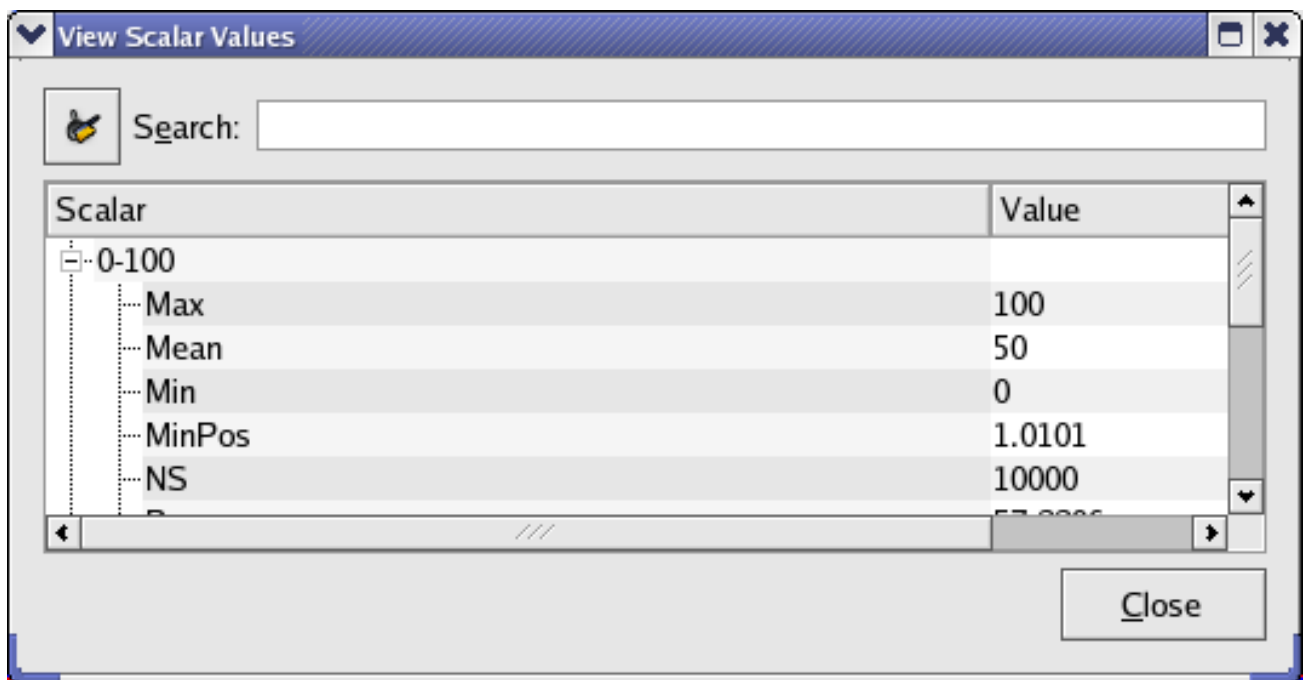 View Scalar Values
Search:
Scalar Value
0-100
Max 100
Mean 50
Min 0
MinPos 1.0101
NS 10000
Close